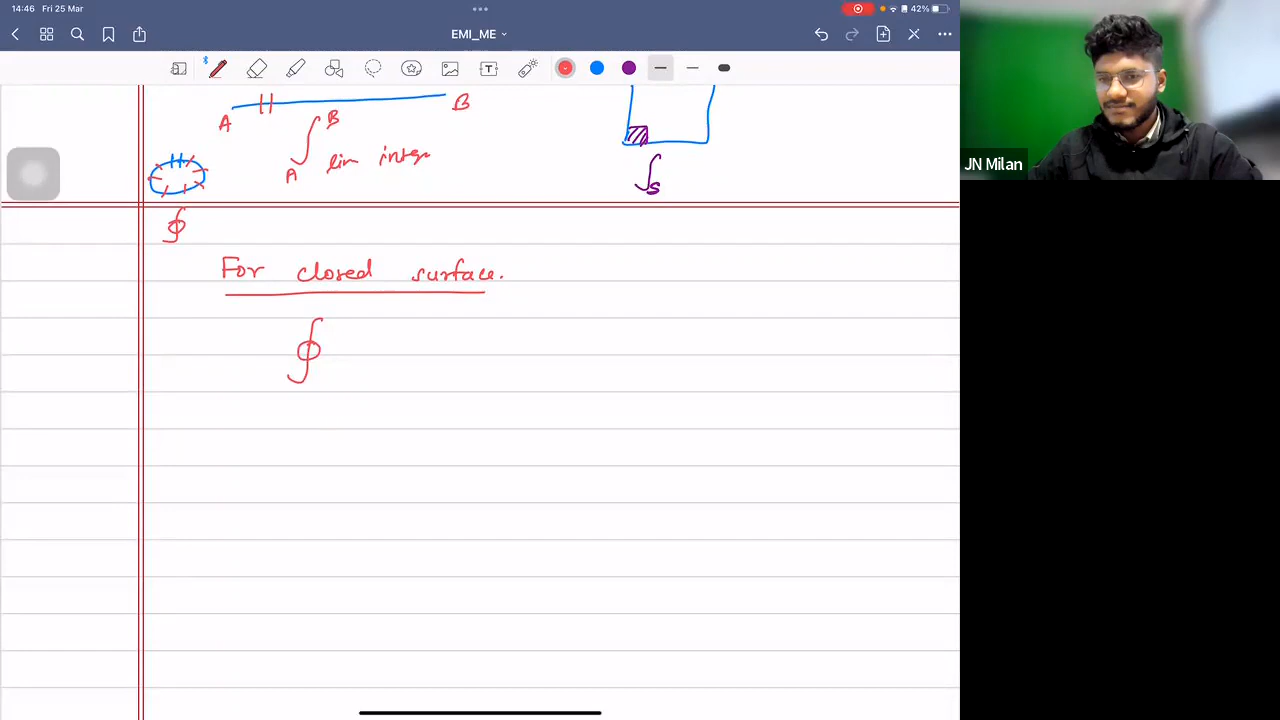 14:46 Fri 25 Mar
42%
EMI_ME
A B
∫ B
A
lin integ
∫ s
∮
For closed surface.
∮
JN Milan